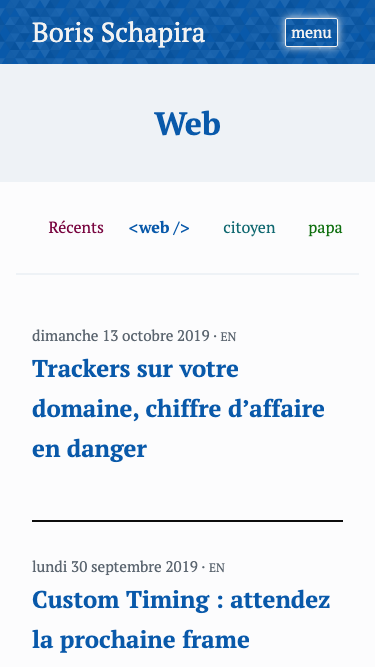 Boris Schapira menu
Web
Récents <web /> citoyen papa
dimanche 13 octobre 2019 · EN
Trackers sur votre
domaine, chiffre d’affaire
en danger
lundi 30 septembre 2019 · EN
Custom Timing : attendez
la prochaine frame